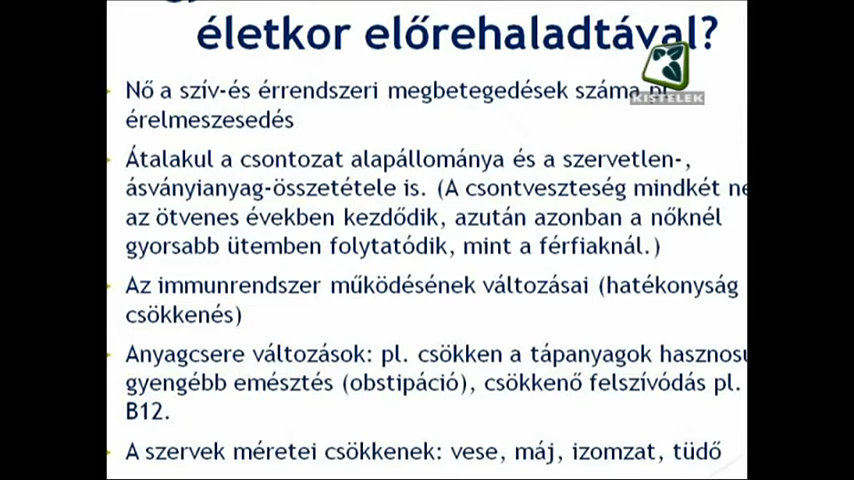 életkor előrehaladtával?
Nő a szív-és érrendszeri megbetegedések száma pl
KISTELEK
érelmeszesedés
Átalakul a csontozat alapállománya és a szervetlen-,
ásványianyag-összetétele is. (A csontveszteség mindkét
az ötvenes években kezdődik, azután azonban a nőknél
gyorsabb ütemben folytatódik, mint a férfiaknál.)
Az immunrendszer működésének változásai (hatékonyság
csökkenés)
Anyagcsere változások: pl. csökken a tápanyagok
gyengébb emésztés (obstipáció), csökkenő felszívódás pl.
B12.
A szervek méretei csökkenek: vese, máj, izomzat, tüdő